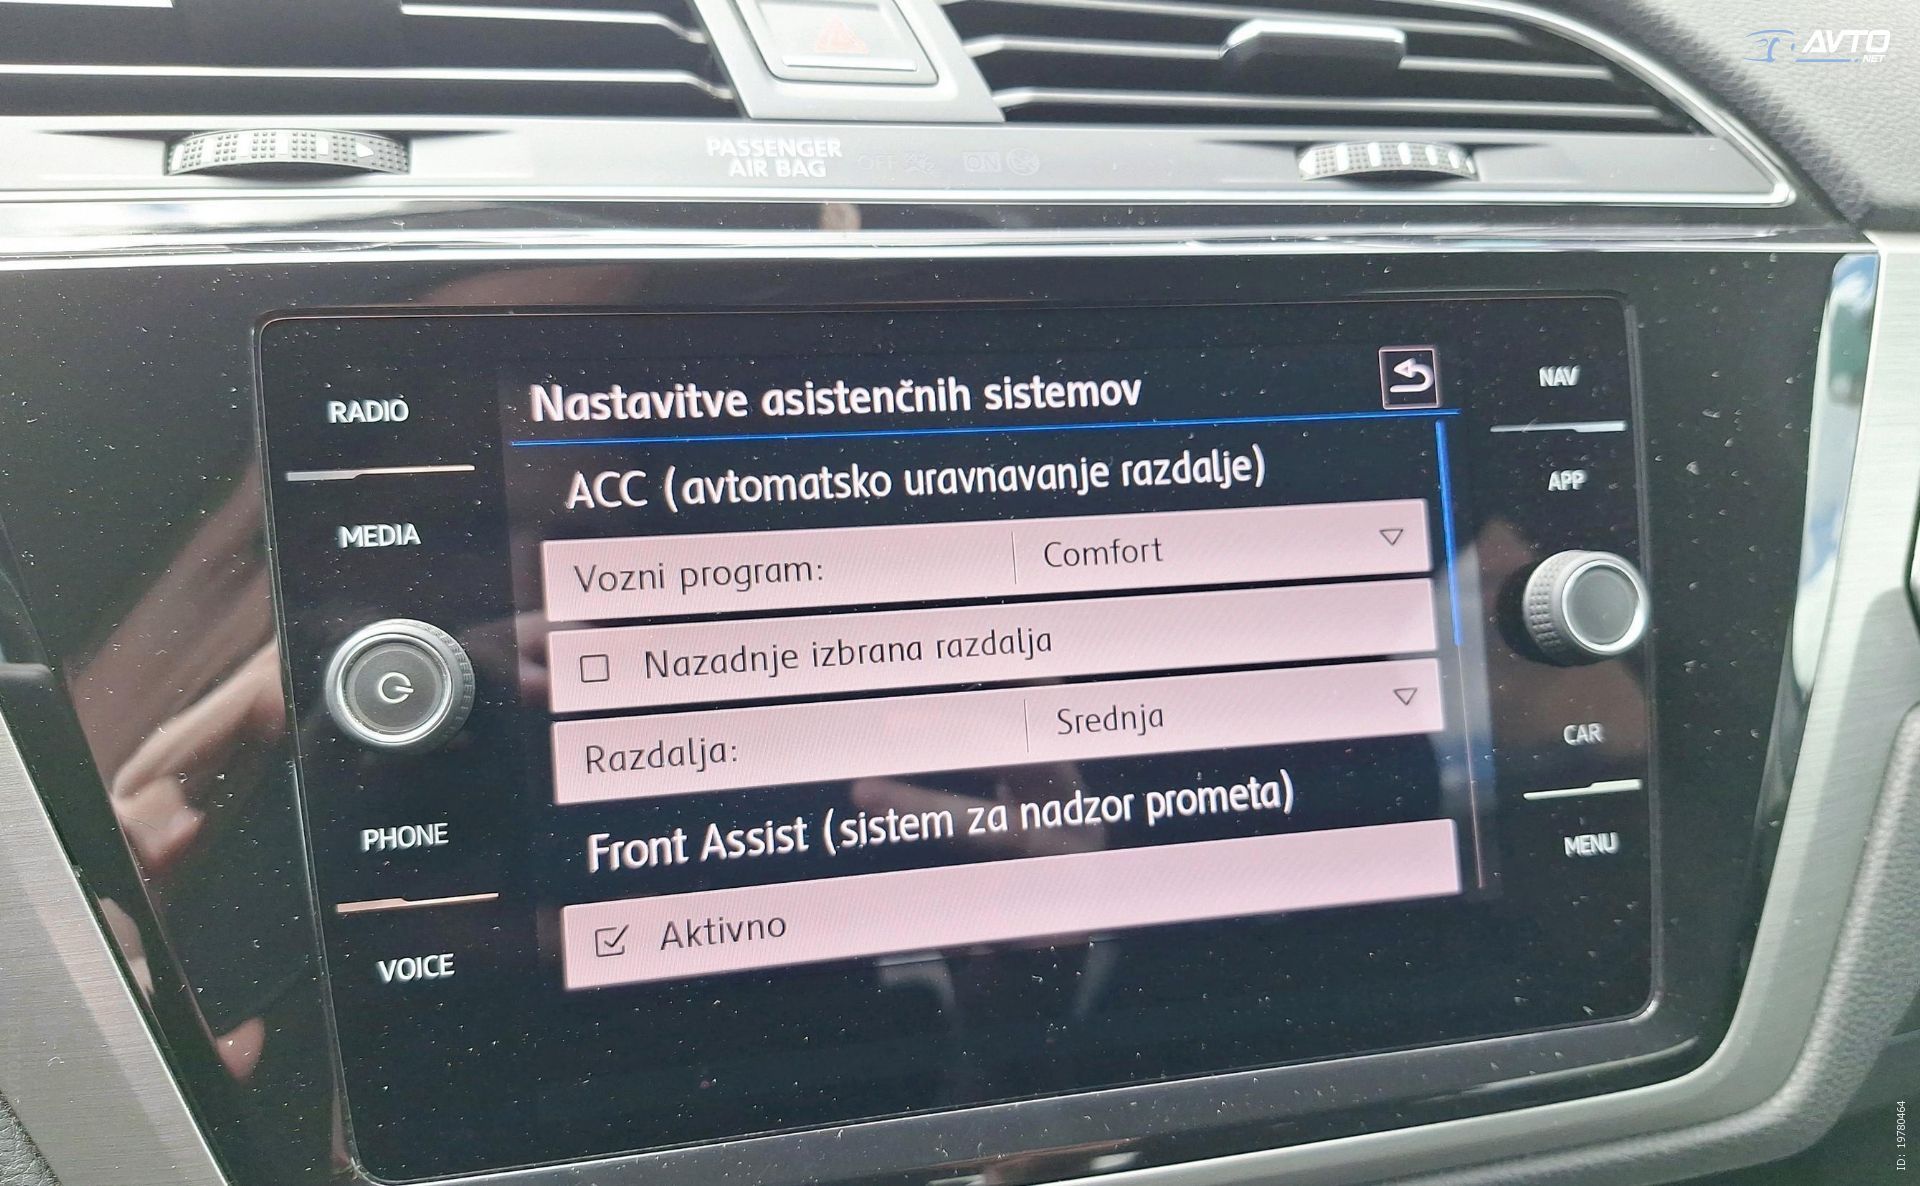 AVTO
.NET
PASSENGER
AIR BAG OFF ON
RADIO
MEDIA
PHONE
VOICE
Nastavitve asistenčnih sistemov
ACC (avtomatsko uravnavanje razdalje)
Vozni program: Comfort
Nazadnje izbrana razdalja
Razdalja: Srednja
Front Assist (sistem za nadzor prometa)
Aktivno
NAV
APP
CAR
MENU
ID: 19780464